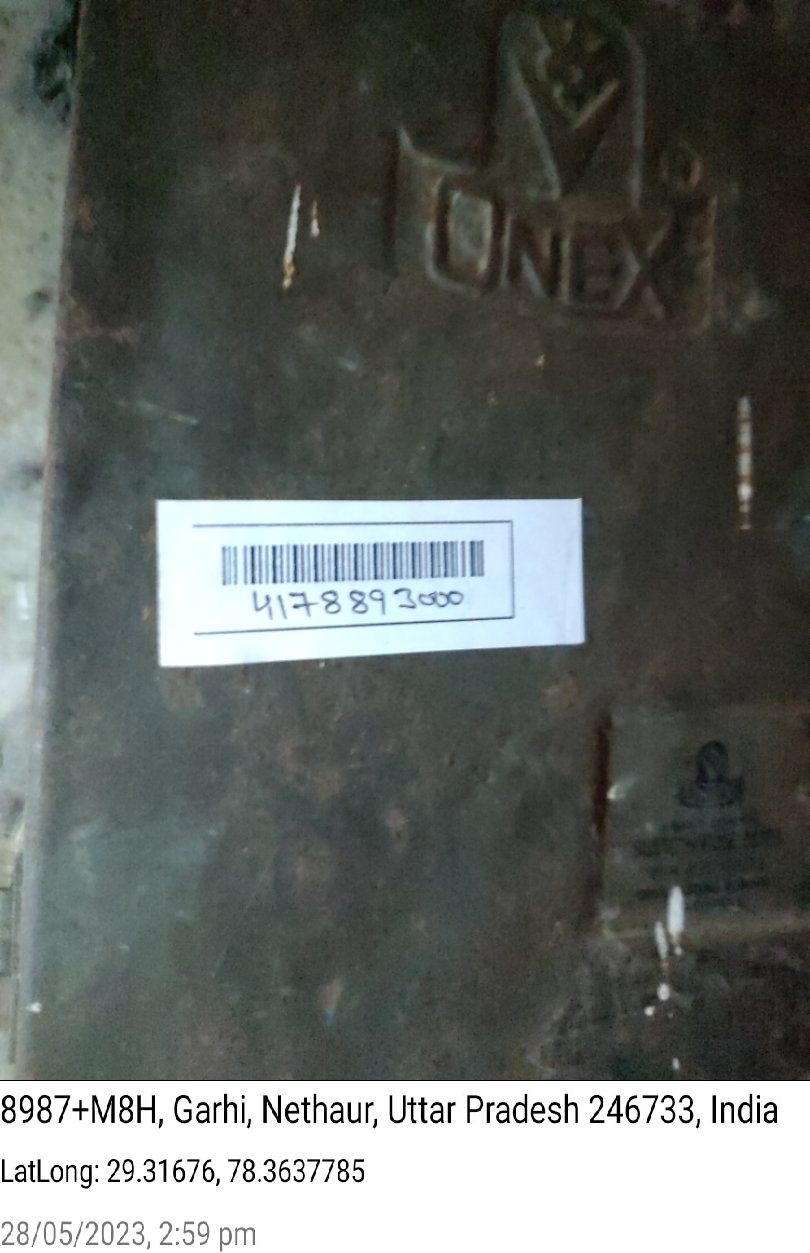 ONEX
4178893000
8987+M8H, Garhi, Nethaur, Uttar Pradesh 246733, India
LatLong: 29.31676, 78.3637785
28/05/2023, 2:59 pm